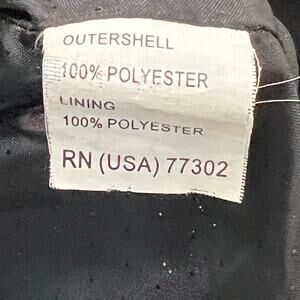 OUTERSHELL
100% POLYESTER
LINING
100% POLYESTER
RN (USA) 77302